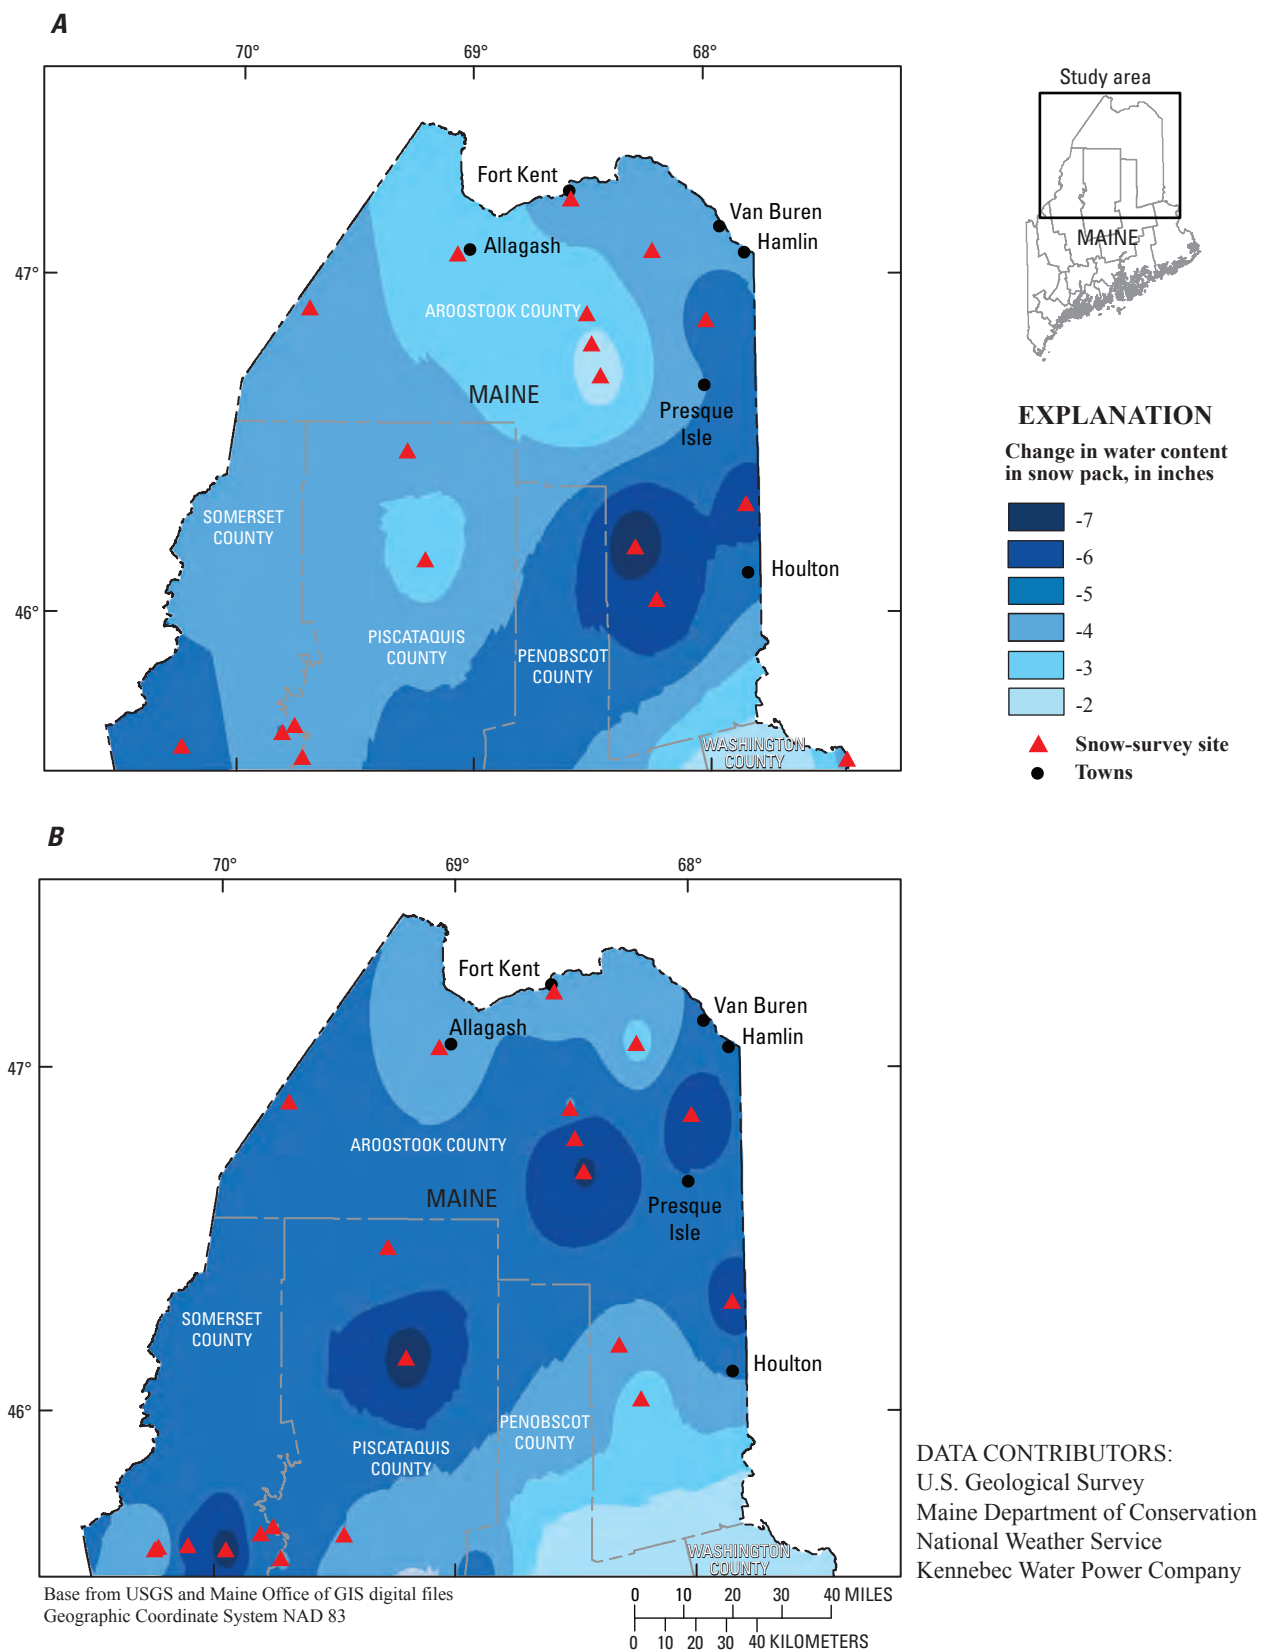 A
70°
69°
68°
Fort Kent
Van Buren
Hamlin
Allagash
47°
AROOSTOOK COUNTY
MAINE
Presque
Isle
SOMERSET
COUNTY
Houlton
46°
PISCATAQUIS
COUNTY
PENOBSCOT
COUNTY
WASHINGTON
COUNTY
Study area
MAINE
EXPLANATION
Change in water content
in snow pack, in inches
-7
-6
-5
-4
-3
-2
Snow-survey site
Towns
B
70°
69°
68°
Fort Kent
Van Buren
Allagash
Hamlin
47°
AROOSTOOK COUNTY
MAINE
Presque
Isle
SOMERSET
COUNTY
Houlton
46°
PENOBSCOT
COUNTY
PISCATAQUIS
COUNTY
WASHINGTON
COUNTY
DATA CONTRIBUTORS:
U.S. Geological Survey
Maine Department of Conservation
National Weather Service
Kennebec Water Power Company
Base from USGS and Maine Office of GIS digital files
Geographic Coordinate System NAD 83
0 10 20 30 40 MILES
0 10 20 30 40 KILOMETERS